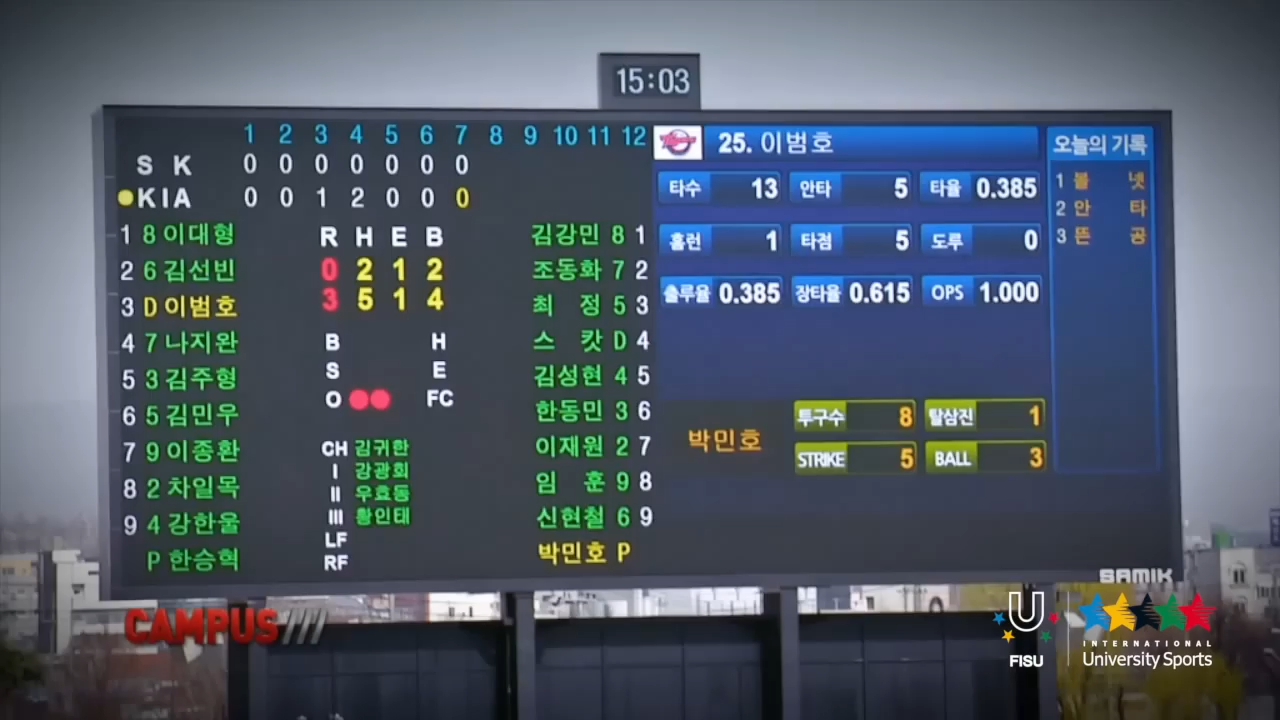 15:03
1 2 3 4 5 6 7 8 9 10 11 12
S K 0 0 0 0 0 0 0
KIA 0 0 1 2 0 0 0
R H E B
0 2 1 2
3 5 1 4
1 8 이대형
2 6 김선빈
3 D 이범호
4 7 나지완
5 3 김주형
6 5 김민우
7 9 이종환
8 2 차일목
9 4 강한울
P 한승혁
B H
S E
O FC
CH 김귀한
I 강광회
II 우효동
III 황인태
LF
RF
김강민 8 1
조동화 7 2
최 정 5 3
스 캇 D 4
김성현 4 5
한동민 3 6
이재원 2 7
임 훈 9 8
신현철 6 9
박민호 P
25. 이범호
타수 13 안타 5 타율 0.385
홈런 1 타점 5 도루 0
출루율 0.385 장타율 0.615 OPS 1.000
박민호
투구수 8 탈삼진 1
STRIKE 5 BALL 3
오늘의 기록
1 볼 넷
2 안 타
3 뜬 공
SAMIK
CAMPUS
U
FISU
INTERNATIONAL
University Sports